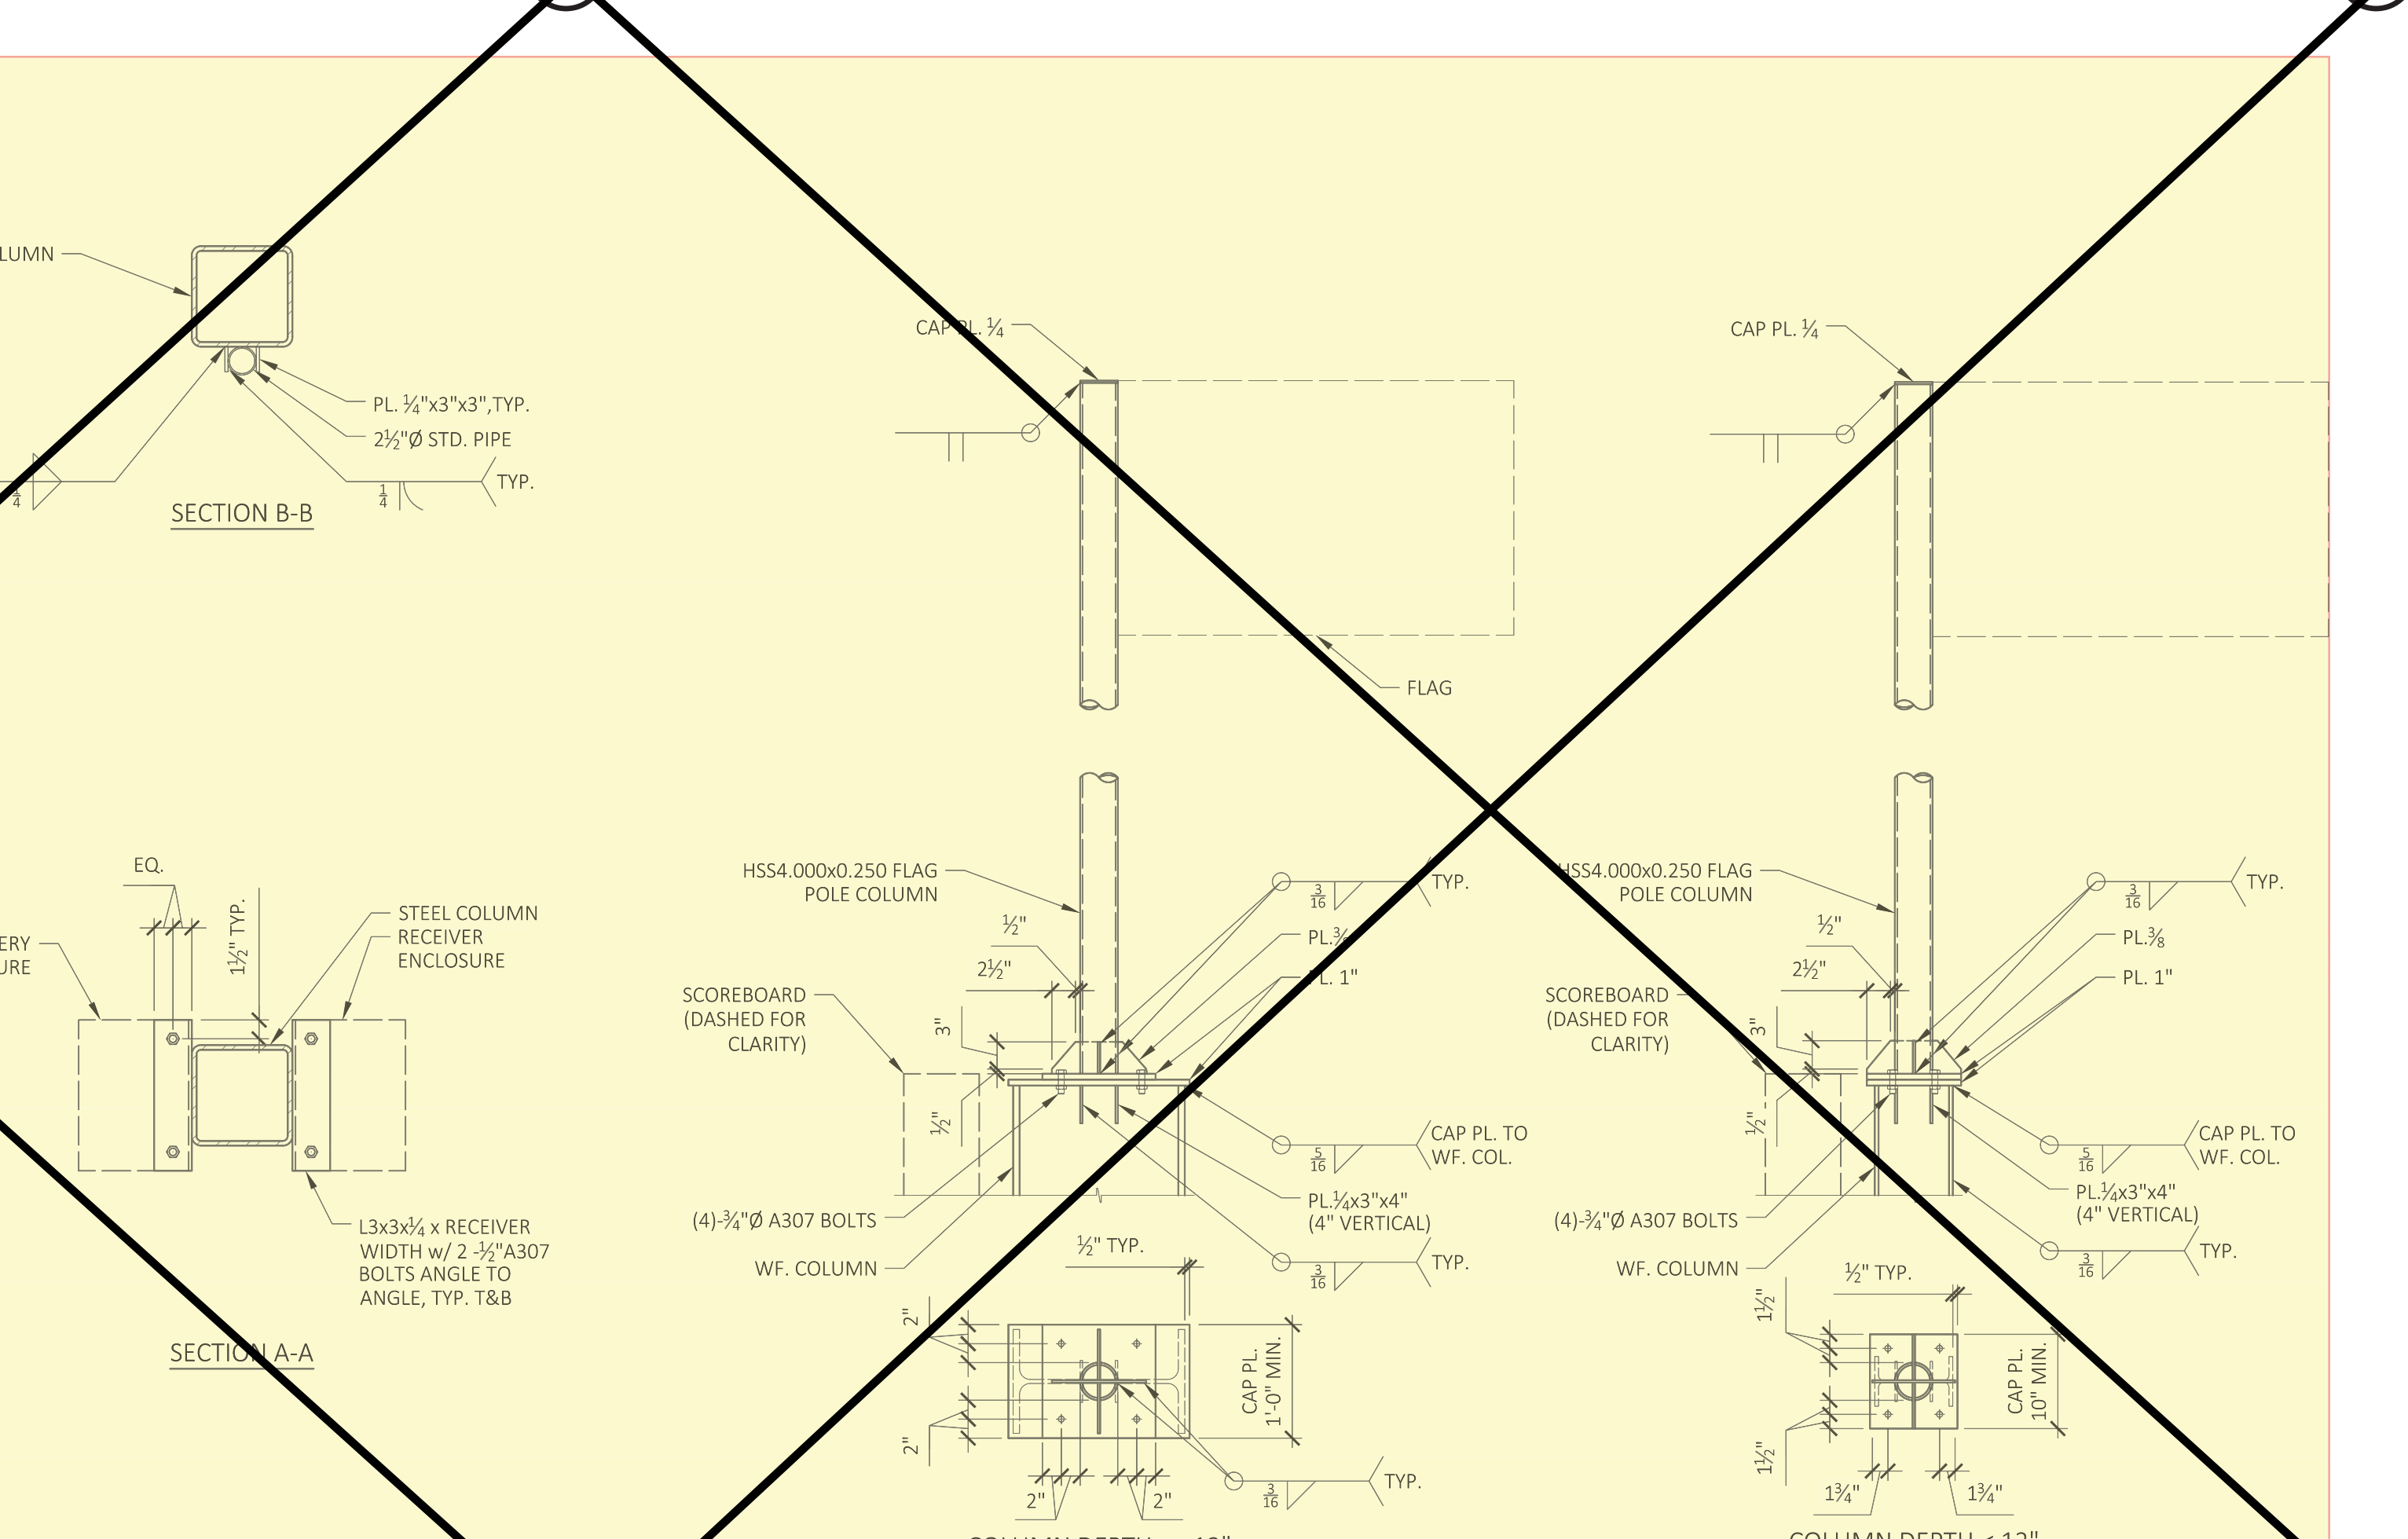 LUMN
PL. ¼"x3"x3",TYP.
2½"Ø STD. PIPE
¼
¼
TYP.
SECTION B-B
EQ.
1½" TYP.
STEEL COLUMN
RECEIVER
ENCLOSURE
ERY
URE
L3x3x¼ x RECEIVER
WIDTH w/ 2 -½"A307
BOLTS ANGLE TO
ANGLE, TYP. T&B
SECTION A-A
CAP PL. ¼
FLAG
HSS4.000x0.250 FLAG
POLE COLUMN
3/16
TYP.
½"
PL.⅜
2½"
PL. 1"
SCOREBOARD
(DASHED FOR
CLARITY)
3"
½"
5/16
CAP PL. TO
WF. COL.
PL.¼x3"x4"
(4" VERTICAL)
(4)-¾"Ø A307 BOLTS
WF. COLUMN
3/16
TYP.
½" TYP.
2"
2"
CAP PL.
1'-0" MIN.
2"
2"
3/16
TYP.
CAP PL. ¼
HSS4.000x0.250 FLAG
POLE COLUMN
3/16
TYP.
½"
PL.⅜
2½"
PL. 1"
SCOREBOARD
(DASHED FOR
CLARITY)
3"
½"
5/16
CAP PL. TO
WF. COL.
PL.¼x3"x4"
(4" VERTICAL)
(4)-¾"Ø A307 BOLTS
WF. COLUMN
3/16
TYP.
½" TYP.
1½"
1½"
CAP PL.
10" MIN.
1¾"
1¾"
COLUMN DEPTH < 12"